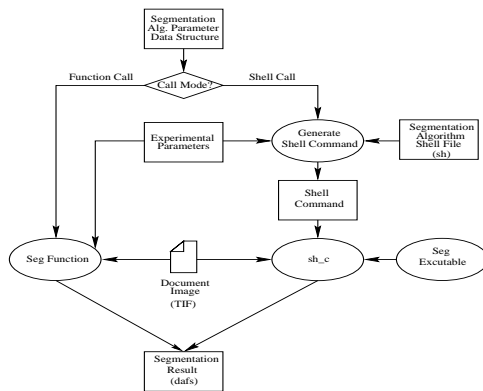 Segmentation
Alg. Parameter
Data Structure
Function Call
Call Mode?
Shell Call
Experimental
Parameters
Generate
Shell Command
Segmentation
Algorithm
Shell File
(sh)
Shell
Command
Seg Function
Document
Image
(TIF)
sh_c
Seg
Excutable
Segmentation
Result
(dafs)